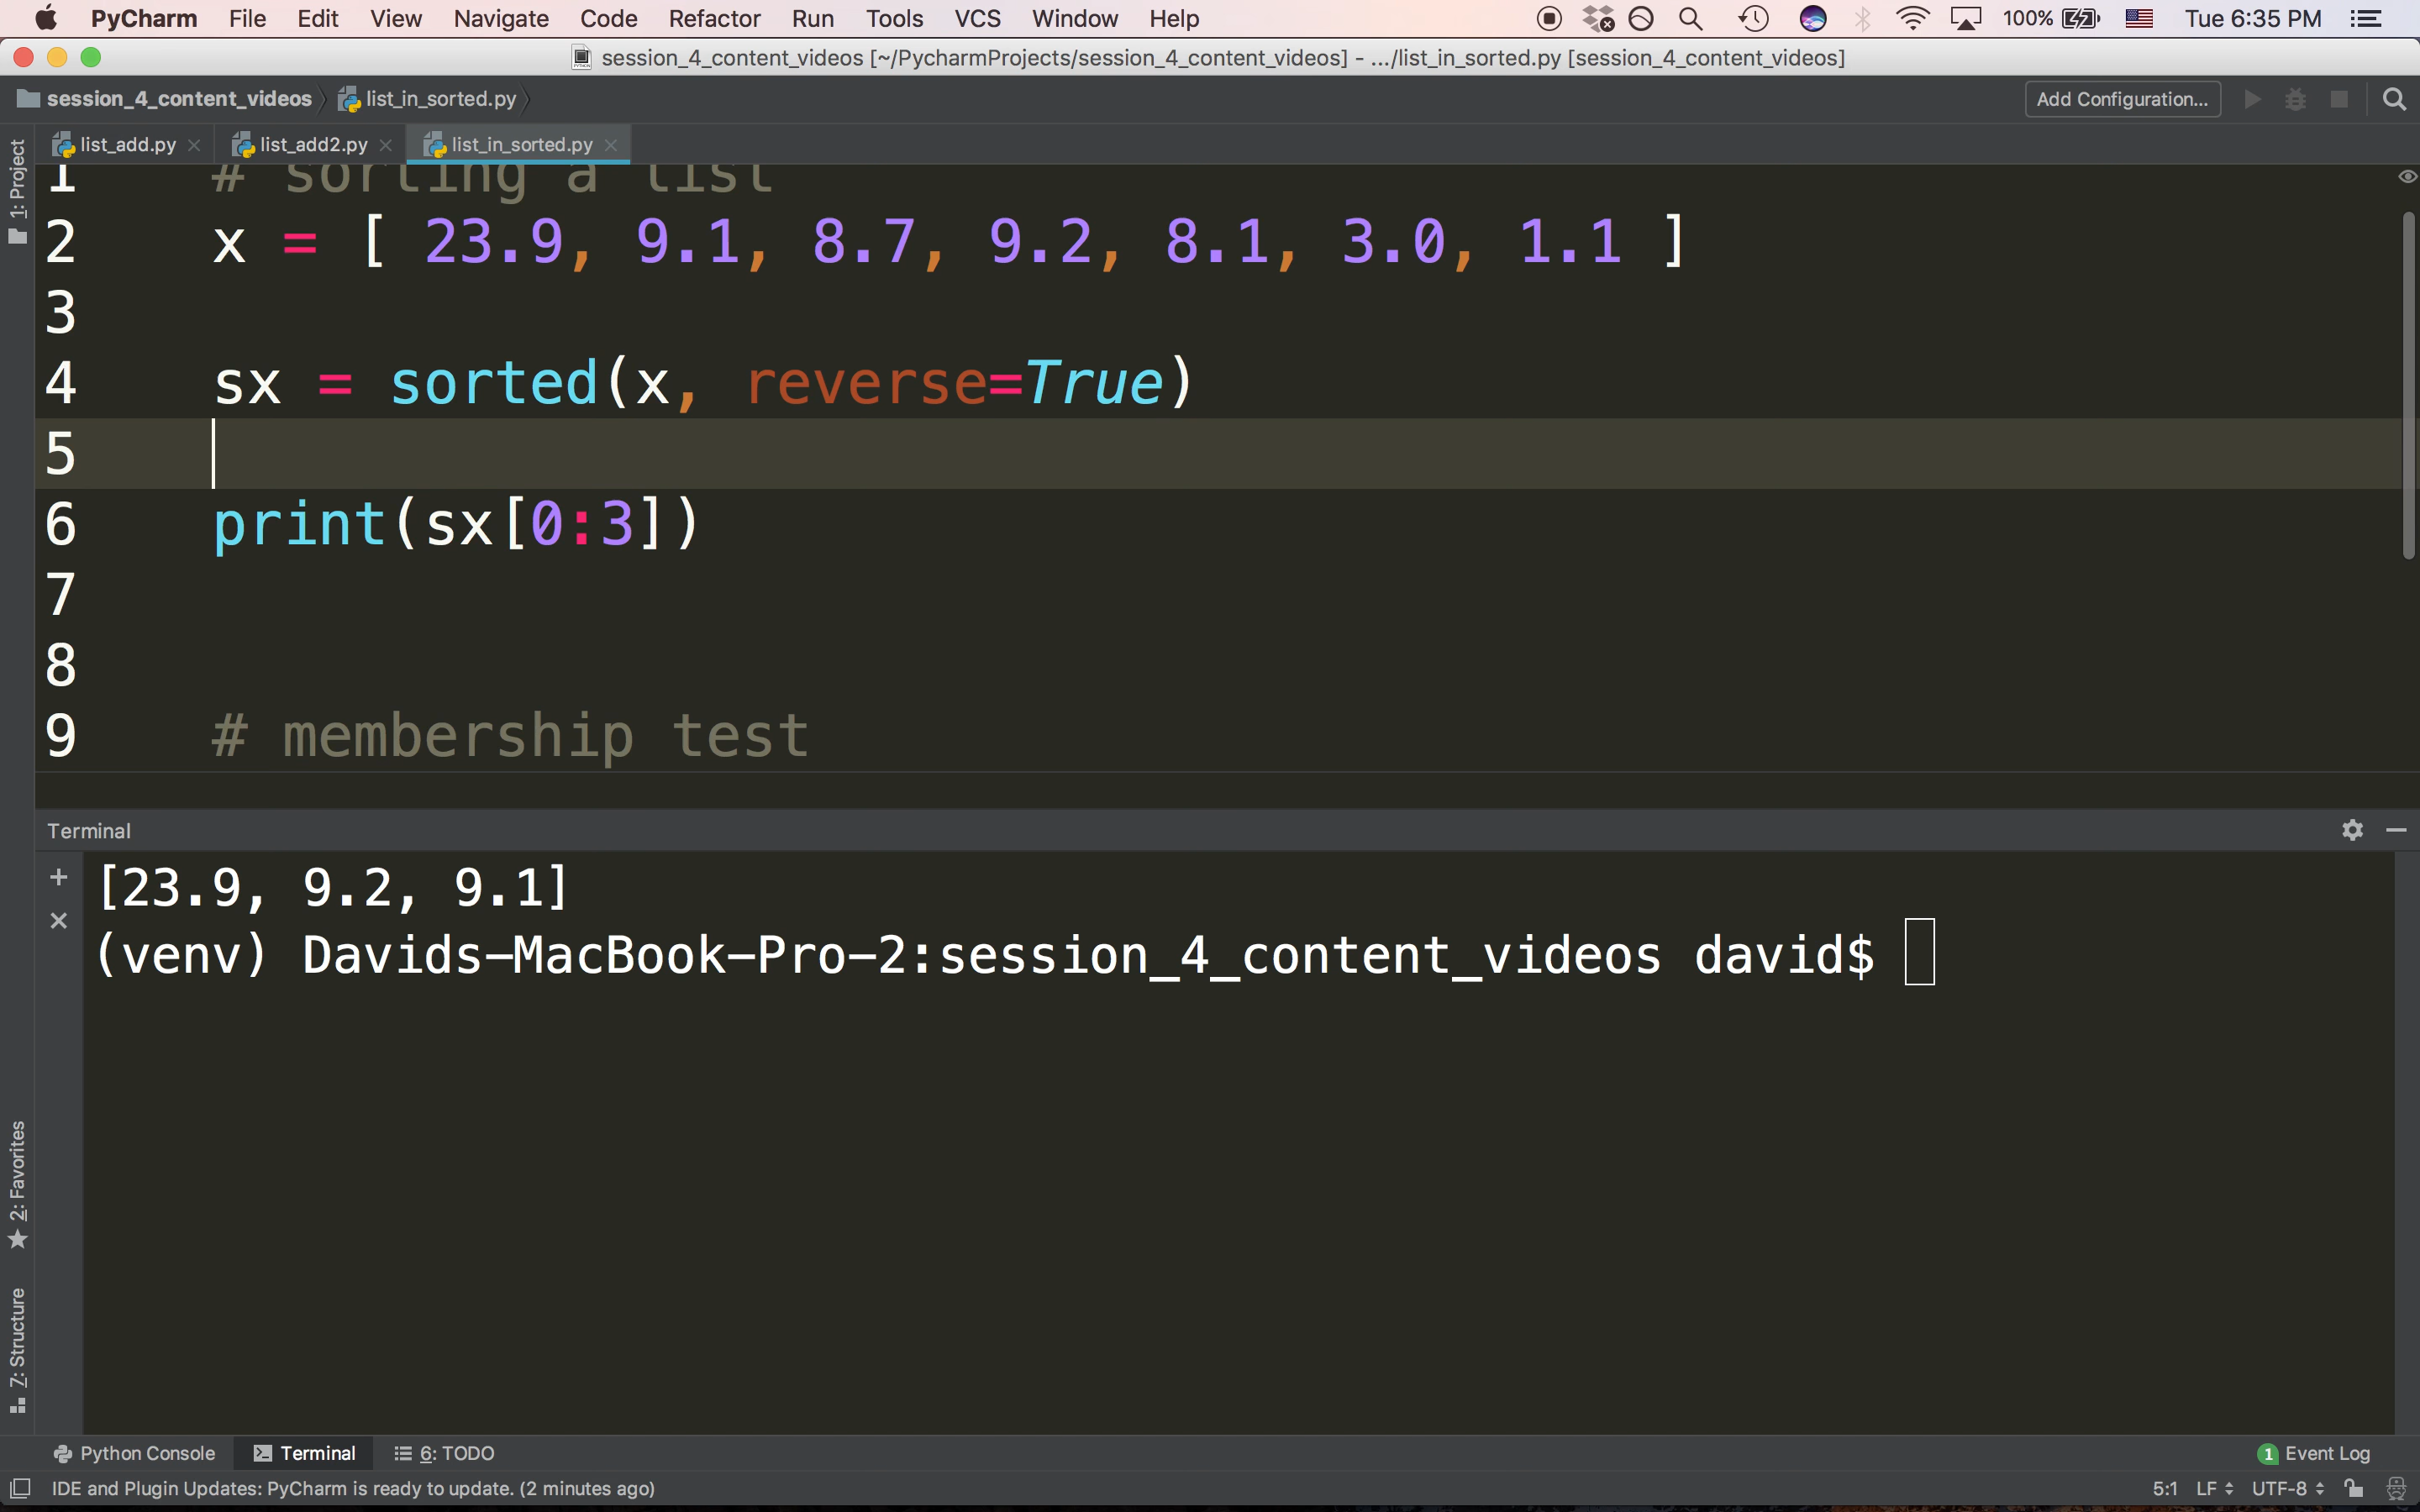 PyCharm File Edit View Navigate Code Refactor Run Tools VCS Window Help 100% Tue 6:35 PM
session_4_content_videos [~/PycharmProjects/session_4_content_videos] - .../list_in_sorted.py [session_4_content_videos]
session_4_content_videos list_in_sorted.py Add Configuration...
list_add.py list_add2.py list_in_sorted.py
1: Project
1 # sorting a list
2 x = [ 23.9, 9.1, 8.7, 9.2, 8.1, 3.0, 1.1 ]
3
4 sx = sorted(x, reverse=True)
5
6 print(sx[0:3])
7
8
9 # membership test
Terminal
[23.9, 9.2, 9.1]
(venv) Davids-MacBook-Pro-2:session_4_content_videos david$
2: Favorites
7: Structure
Python Console Terminal 6: TODO 1 Event Log
IDE and Plugin Updates: PyCharm is ready to update. (2 minutes ago) 5:1 LF UTF-8